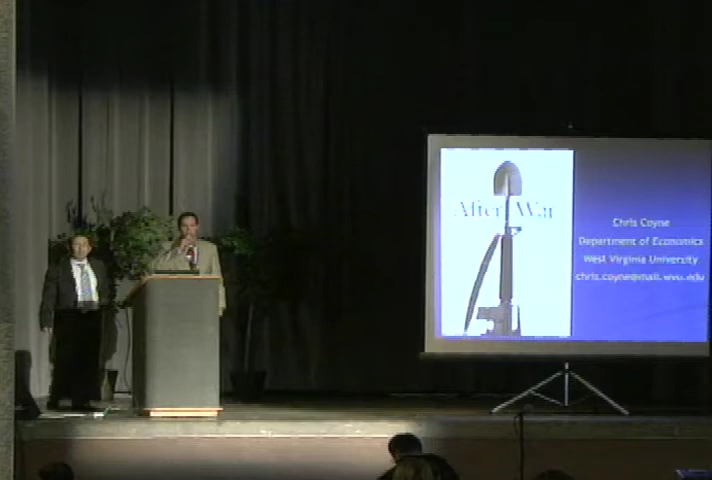 After War
Chris Coyne
Department of Economics
West Virginia University
chris.coyne@mail.wvu.edu